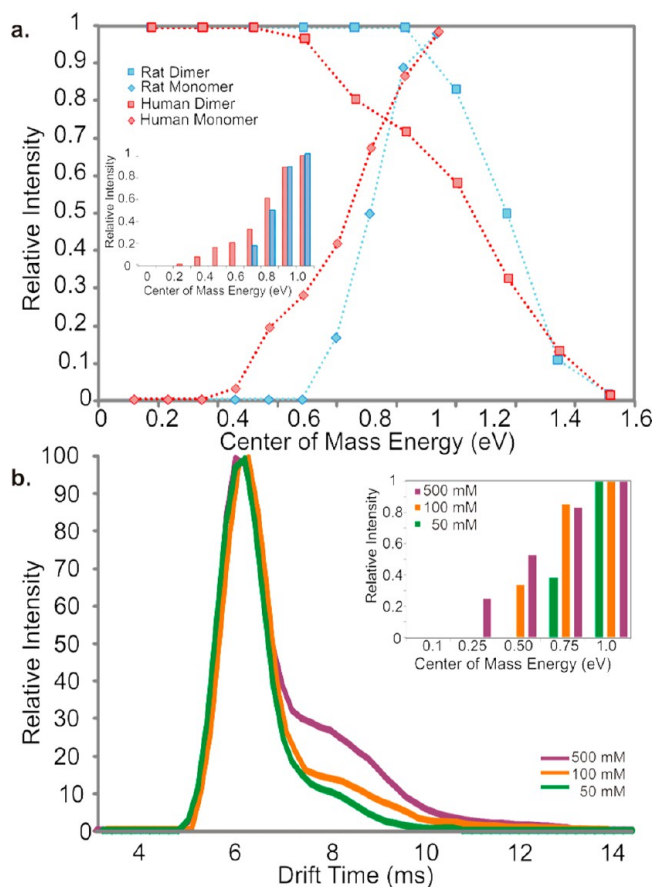 a.
1
0.9
0.8
0.7
0.6
0.5
0.4
0.3
0.2
0.1
0
Relative Intensity
Rat Dimer
Rat Monomer
Human Dimer
Human Monomer
1
0.8
0.6
0.4
0.2
0
Relative Intensity
0 0.2 0.4 0.6 0.8 1.0
Center of Mass Energy (eV)
0 0.2 0.4 0.6 0.8 1 1.2 1.4 1.6
Center of Mass Energy (eV)
b.
100
90
80
70
60
50
40
30
20
10
0
Relative Intensity
1
0.8
0.6
0.4
0.2
0
Relative Intensity
500 mM
100 mM
50 mM
0.1 0.25 0.50 0.75 1.0
Center of Mass Energy (eV)
500 mM
100 mM
50 mM
4 6 8 10 12 14
Drift Time (ms)